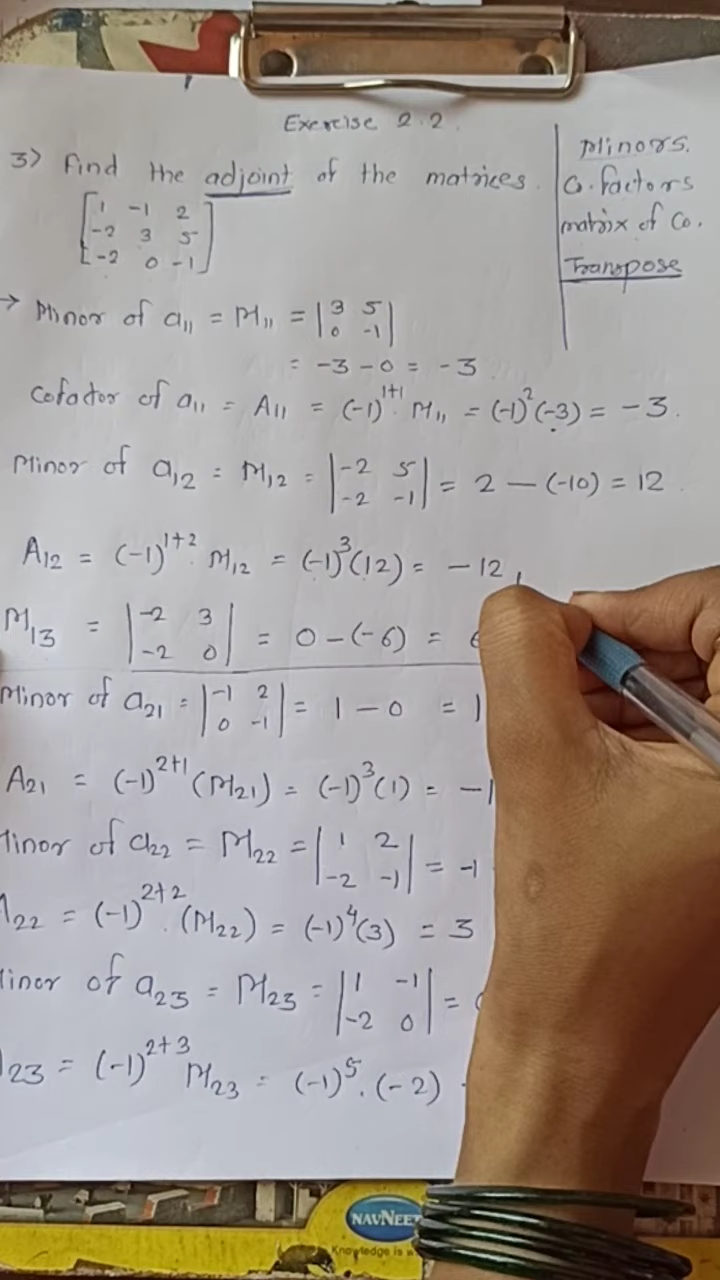 Exercise 2.2.
3) Find the adjoint of the matrices.
[1 -1 2
-2 3 5
-2 0 -1]
Minors.
Co.factors
matrix of Co.
Transpose
→ Minor of a₁₁ = M₁₁ = |3 5
0 -1|
= -3 - 0 = -3
Cofactor of a₁₁ = A₁₁ = (-1)¹⁺¹. M₁₁ = (-1)²(-3) = -3.
Minor of a₁₂ = M₁₂ = |-2 5
-2 -1| = 2 - (-10) = 12
A₁₂ = (-1)¹⁺². M₁₂ = (-1)³(12) = -12
M₁₃ = |-2 3
-2 0| = 0 - (-6) =
Minor of a₂₁ = |-1 2
0 -1| = 1 - 0 = 1
A₂₁ = (-1)²⁺¹ (M₂₁) = (-1)³(1) = -1
Minor of a₂₂ = M₂₂ = |1 2
-2 -1| = -1
A₂₂ = (-1)²⁺². (M₂₂) = (-1)⁴(3) = 3
Minor of a₂₃ = M₂₃ = |1 -1
-2 0| =
₂₃ = (-1)²⁺³ M₂₃ = (-1)⁵. (-2)
NAVNEE
Knowledge is